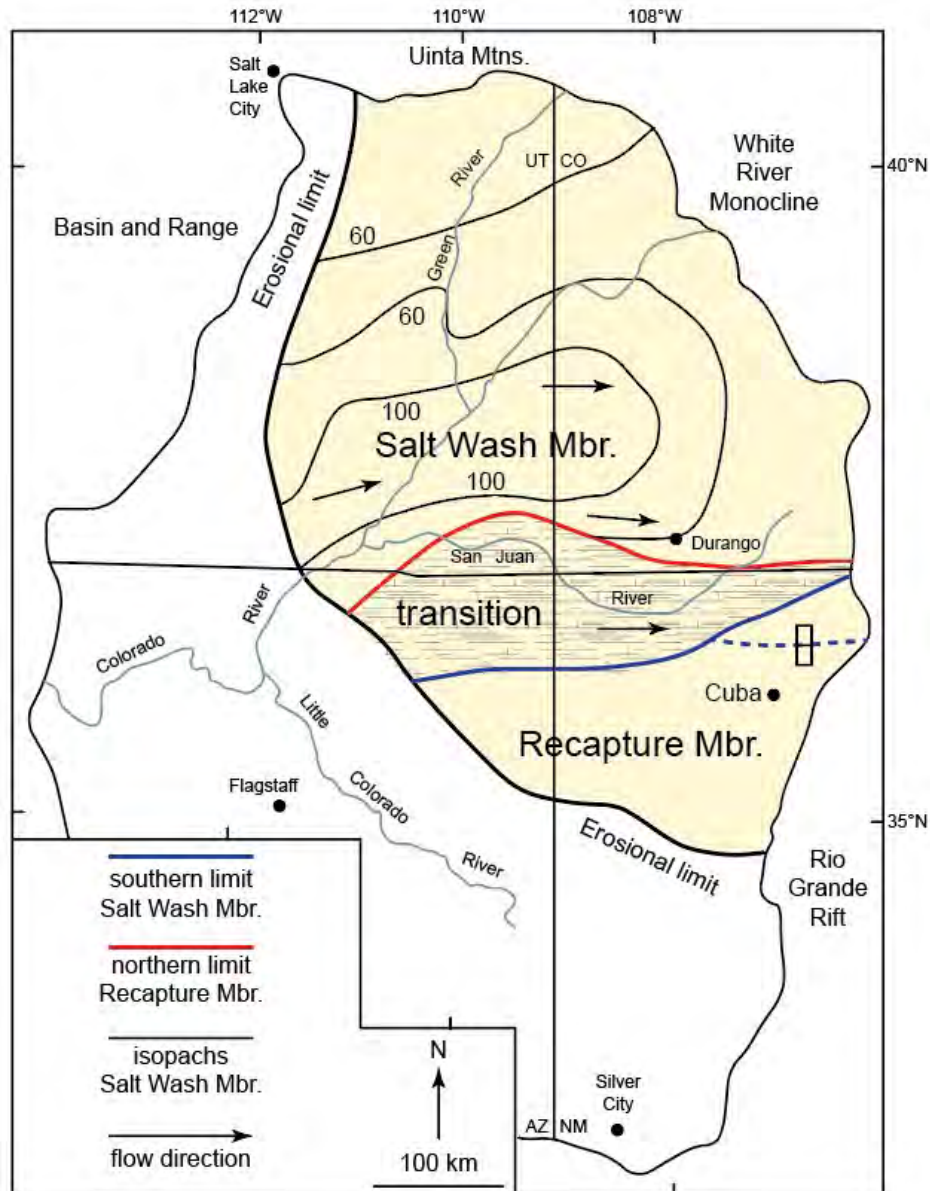 112°W
110°W
108°W
Uinta Mtns.
Salt
Lake
City
White
River
Monocline
UT CO
River
40°N
Basin and Range
Erosional limit
60
Green
60
100
Salt Wash Mbr.
100
San Juan
Durango
River
River
transition
Colorado
Cuba
Little
Recapture Mbr.
Flagstaff
Colorado
35°N
River
Erosional limit
Rio
Grande
Rift
southern limit
Salt Wash Mbr.
northern limit
Recapture Mbr.
isopachs
Salt Wash Mbr.
flow direction
N
100 km
Silver
City
AZ NM